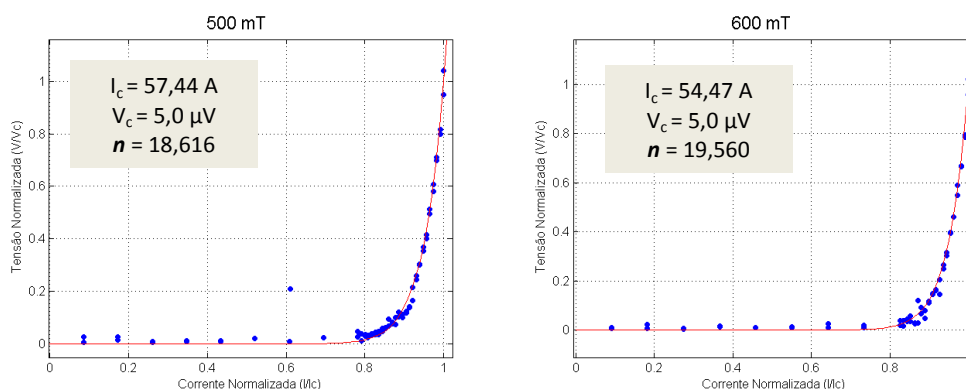 500 mT
I_c = 57,44 A
V_c = 5,0 µV
n = 18,616
Tensão Normalizada (V/Vc)
1
0.8
0.6
0.4
0.2
0
0 0.2 0.4 0.6 0.8 1
Corrente Normalizada (I/Ic)
600 mT
I_c = 54,47 A
V_c = 5,0 µV
n = 19,560
Tensão Normalizada (V/Vc)
1
0.8
0.6
0.4
0.2
0
0 0.2 0.4 0.6 0.8
Corrente Normalizada (I/Ic)